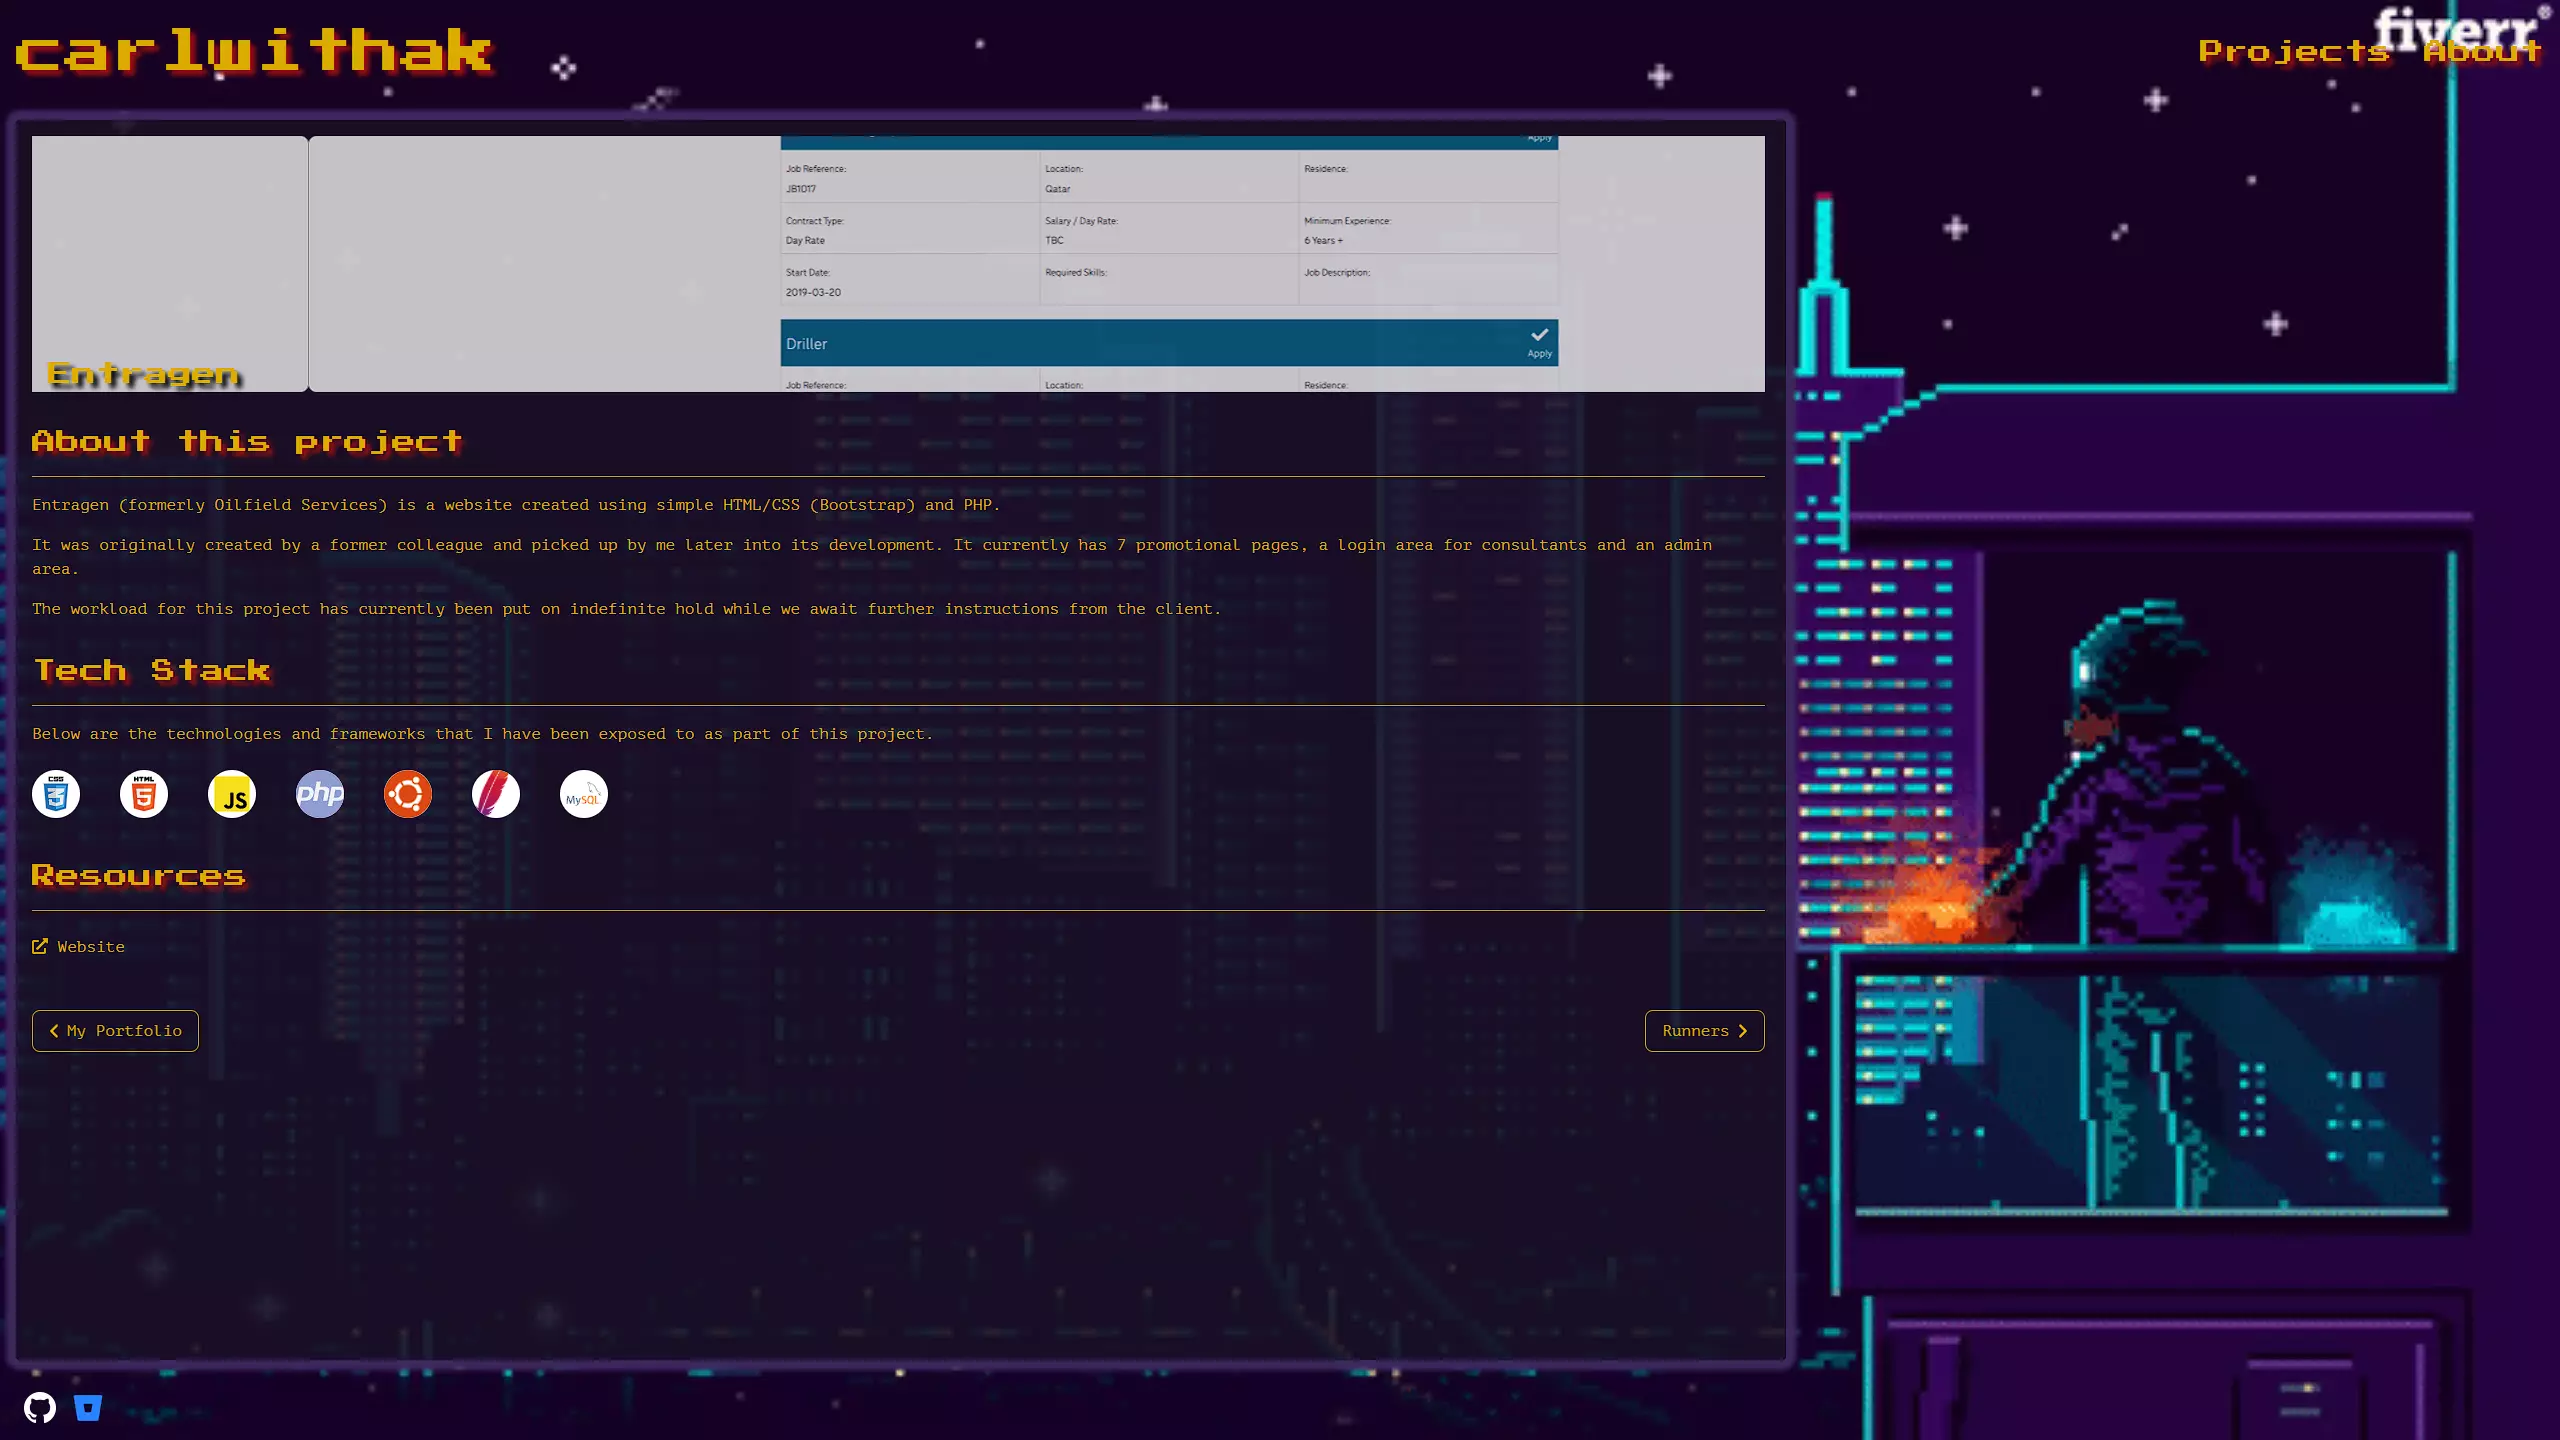 carlwithak
fiverr®
Projects About
Apply
Job Reference: Location: Residence:
JB1017 Qatar
Contract Type: Salary / Day Rate: Minimum Experience:
Day Rate TBC 6 Years +
Start Date: Required Skills: Job Description:
2019-03-20
Driller
Apply
Job Reference: Location: Residence:
Entragen
About this project
Entragen (formerly Oilfield Services) is a website created using simple HTML/CSS (Bootstrap) and PHP.
It was originally created by a former colleague and picked up by me later into its development. It currently has 7 promotional pages, a login area for consultants and an admin
area.
The workload for this project has currently been put on indefinite hold while we await further instructions from the client.
Tech Stack
Below are the technologies and frameworks that I have been exposed to as part of this project.
CSS 3 HTML 5 JS php MySQL
Resources
Website
My Portfolio Runners